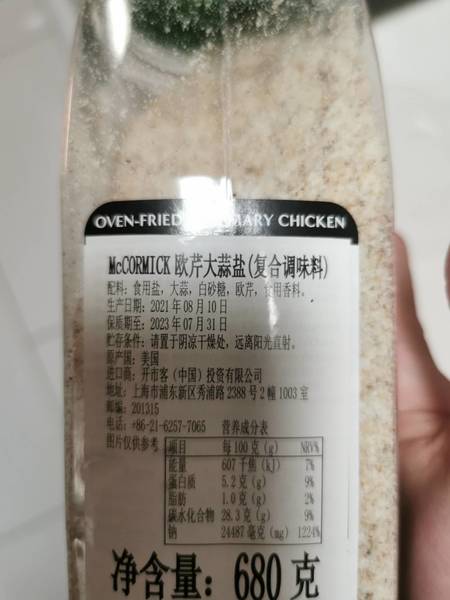 OVEN-FRIED ROSEMARY CHICKEN
McCORMICK 欧芹大蒜盐(复合调味料)
配料：食用盐，大蒜，白砂糖，欧芹，食用香料。
生产日期：2021年08月10日
保质期至：2023年07月31日
贮存条件：请置于阴凉干燥处，远离阳光直射。
原产国：美国
进口商：开市客（中国）投资有限公司
地址：上海市浦东新区秀浦路2388号2幢1003室
邮编：201315
电话：+86-21-6257-7065 营养成分表
图片仅供参考
项目 每100克(g) NRV%
能量 607千焦(kJ) 7%
蛋白质 5.2克(g) 9%
脂肪 1.0克(g) 2%
碳水化合物 28.3克(g) 9%
钠 24487毫克(mg) 1224%
净含量：680克